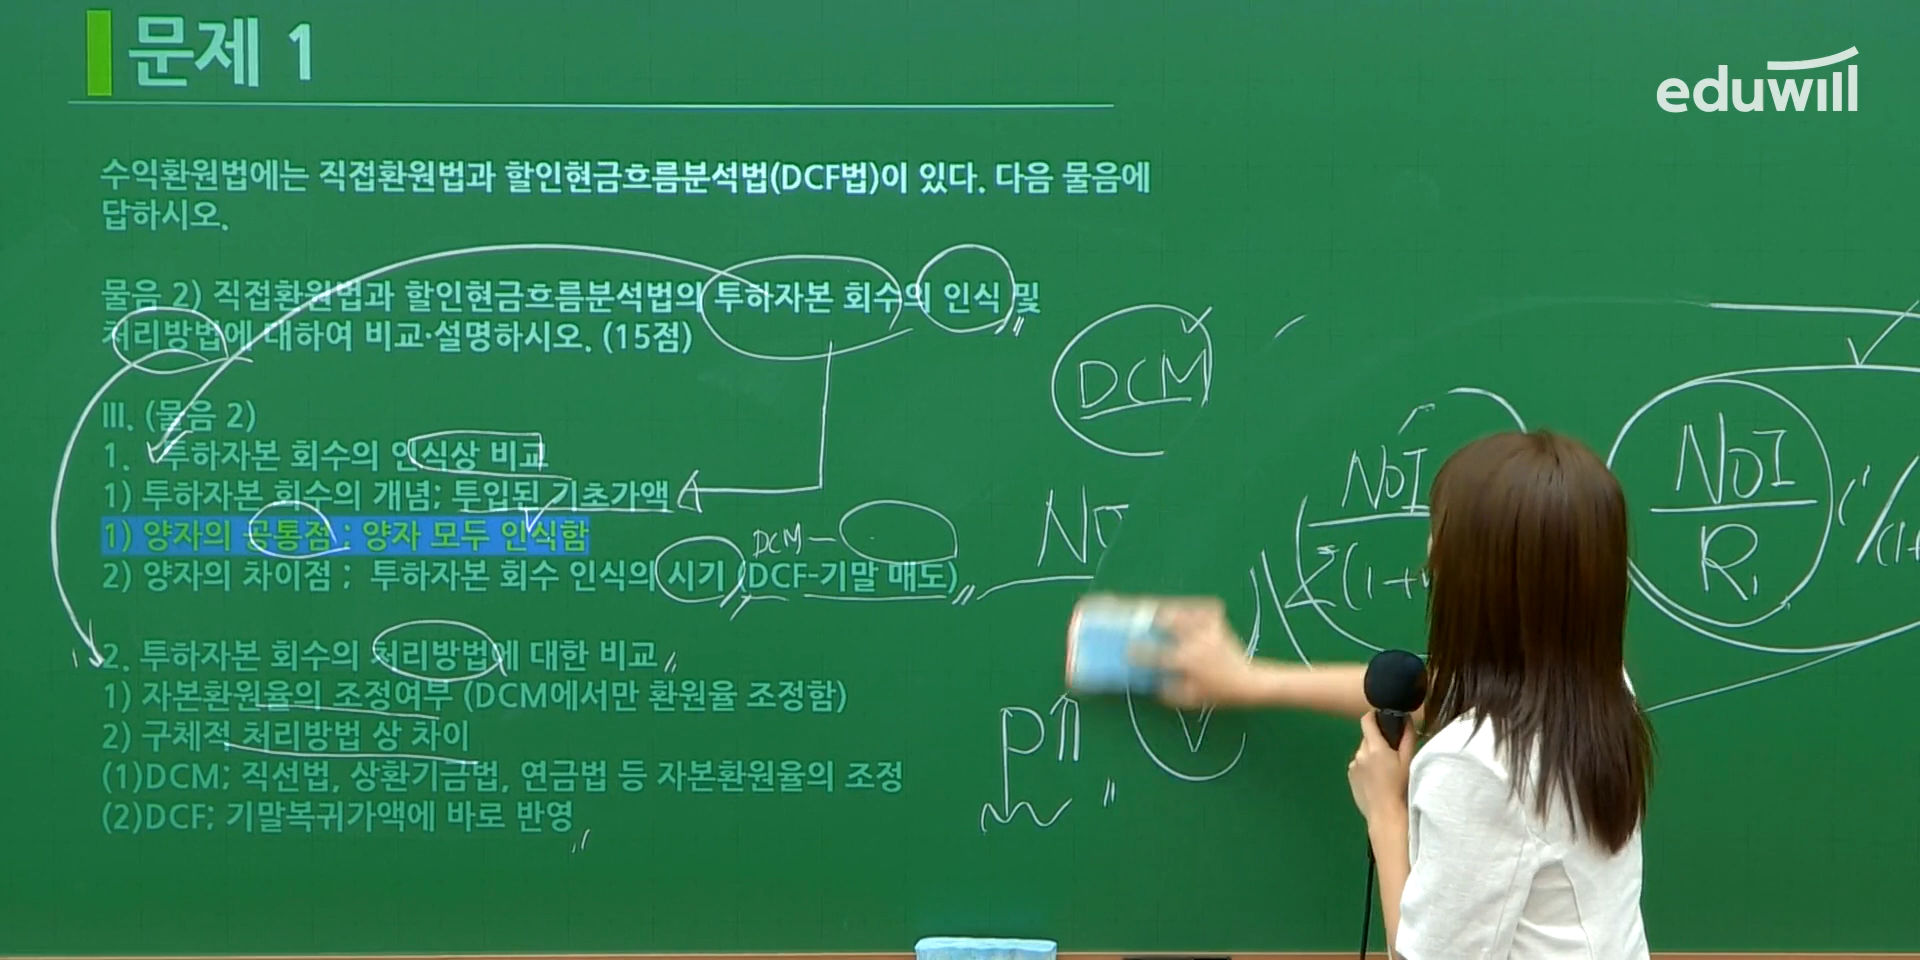 문제 1
eduwill
수익환원법에는 직접환원법과 할인현금흐름분석법(DCF법)이 있다. 다음 물음에
답하시오.
물음 2) 직접환원법과 할인현금흐름분석법의 투하자본 회수의 인식 및
처리방법에 대하여 비교·설명하시오. (15점)
III. (물음 2)
1. 투하자본 회수의 인식상 비교
1) 투하자본 회수의 개념; 투입된 기초가액
1) 양자의 공통점 : 양자 모두 인식함
DCM-
2) 양자의 차이점 ; 투하자본 회수 인식의 시기 (DCF-기말 매도)
2. 투하자본 회수의 처리방법에 대한 비교
1) 자본환원율의 조정여부 (DCM에서만 환원율 조정함)
2) 구체적 처리방법 상 차이
(1)DCM; 직선법, 상환기금법, 연금법 등 자본환원율의 조정
(2)DCF; 기말복귀가액에 바로 반영
DCM
NOI
NOI
R